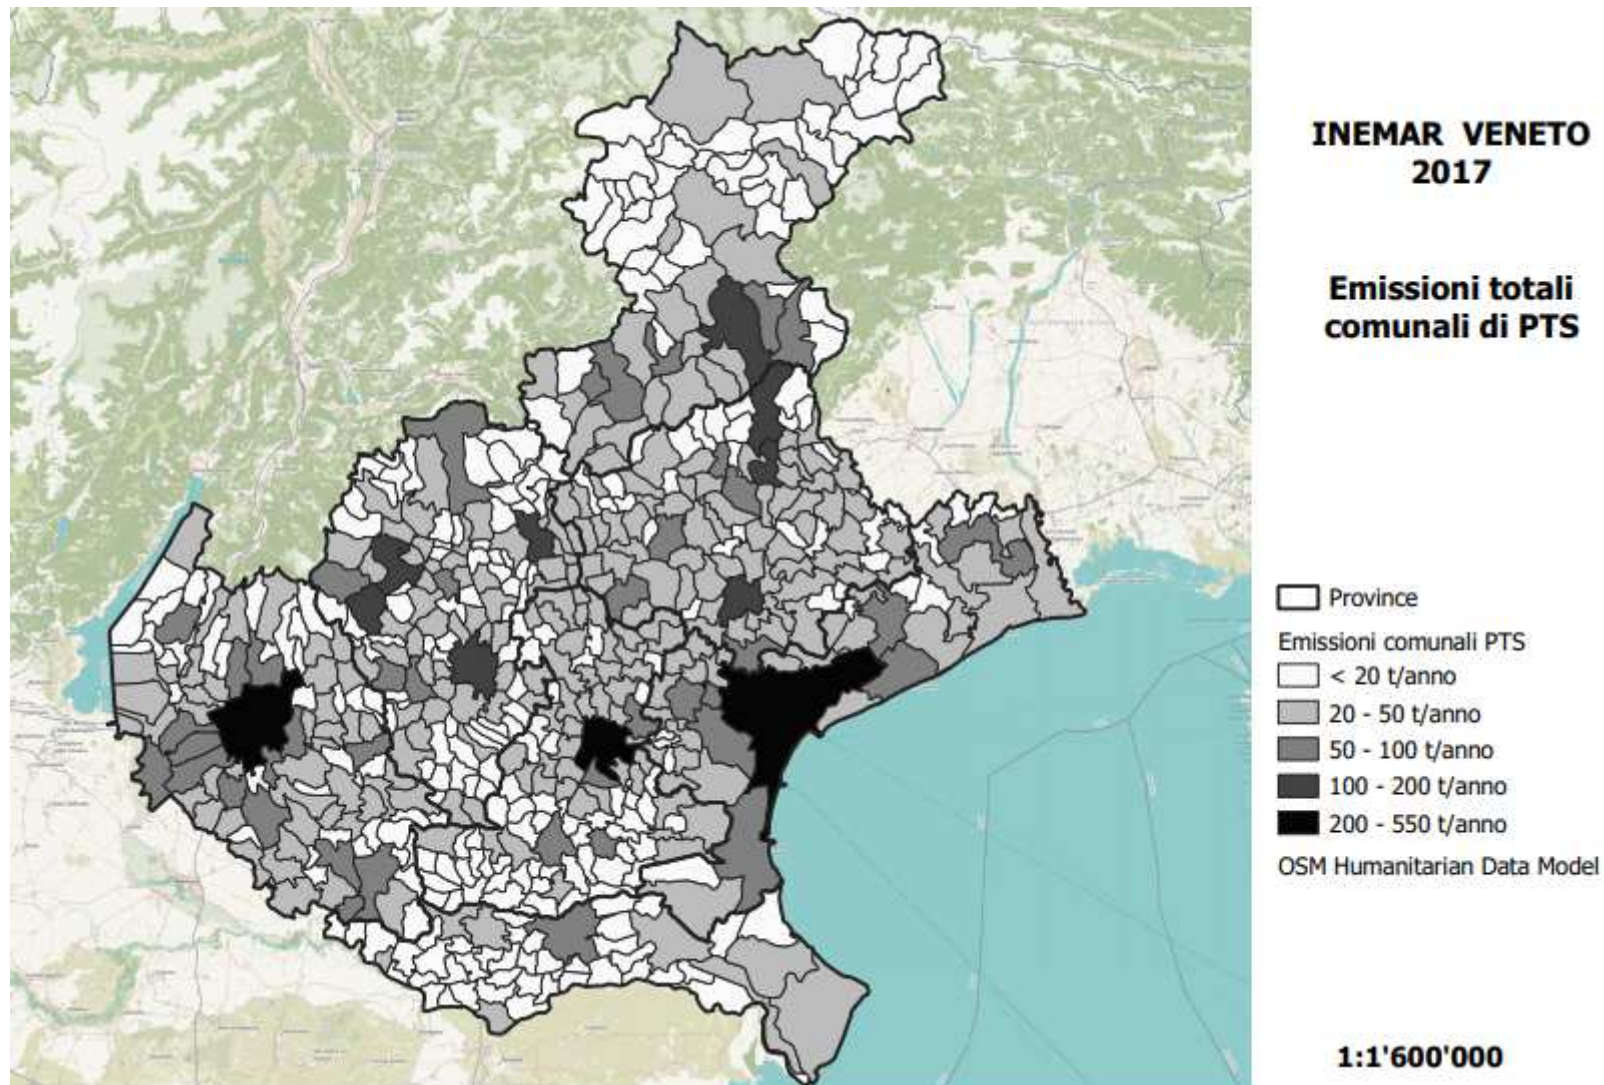 INEMAR VENETO
2017
Emissioni totali
comunali di PTS
Province
Emissioni comunali PTS
< 20 t/anno
20 - 50 t/anno
50 - 100 t/anno
100 - 200 t/anno
200 - 550 t/anno
OSM Humanitarian Data Model
1:1'600'000